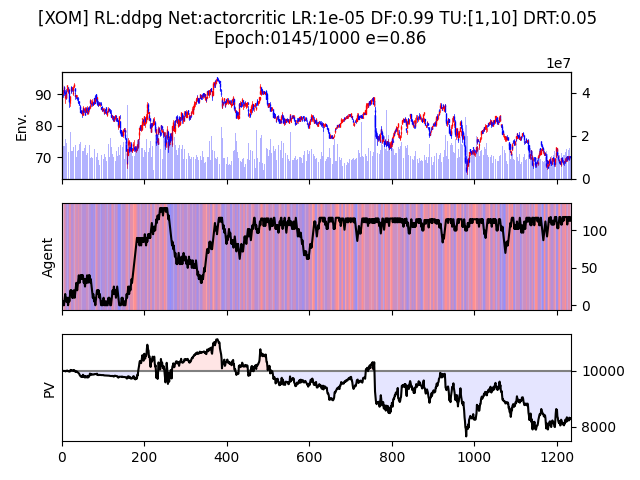 [XOM] RL:ddpg Net:actorcritic LR:1e-05 DF:0.99 TU:[1,10] DRT:0.05
Epoch:0145/1000 e=0.86
1e7
90
80
70
Env.
4
2
0
Agent
100
50
0
PV
10000
8000
0 200 400 600 800 1000 1200